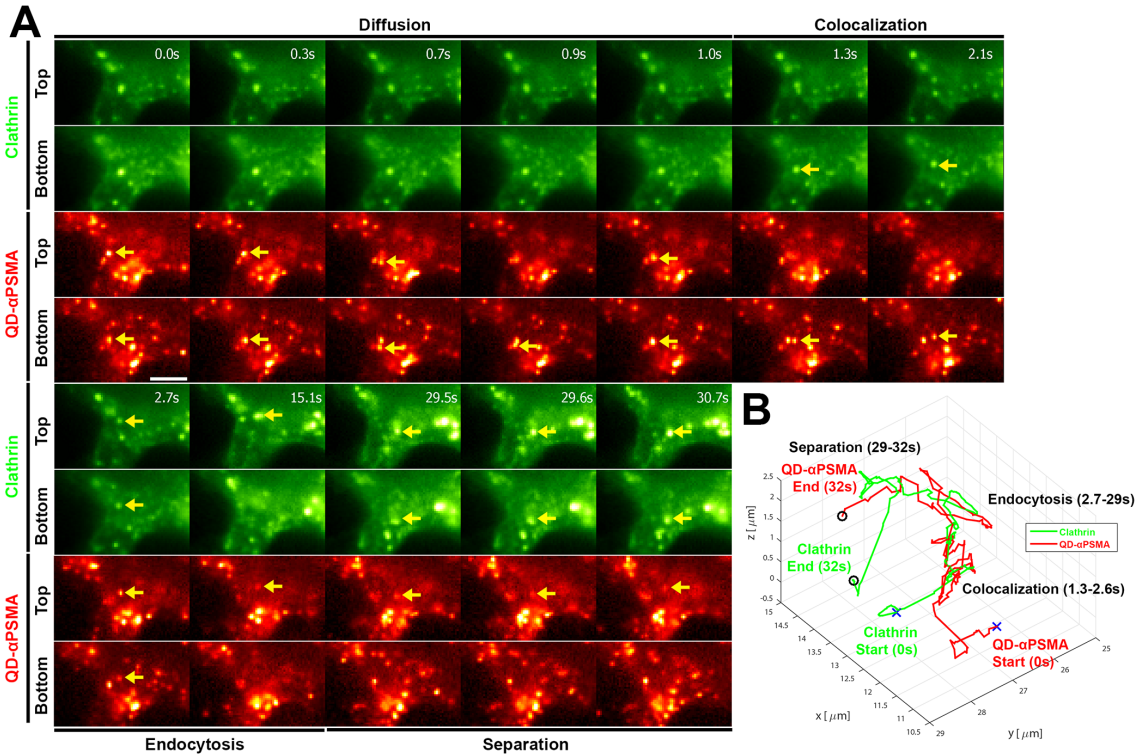 A
Diffusion
Colocalization
Clathrin
Top
0.0s
0.3s
0.7s
0.9s
1.0s
1.3s
2.1s
Bottom
QD-αPSMA
Top
Bottom
Clathrin
Top
2.7s
15.1s
29.5s
29.6s
30.7s
Bottom
QD-αPSMA
Top
Bottom
Endocytosis
Separation
B
Separation (29-32s)
QD-αPSMA
End (32s)
Endocytosis (2.7-29s)
Clathrin
QD-αPSMA
Clathrin
End (32s)
Colocalization (1.3-2.6s)
Clathrin
Start (0s)
QD-αPSMA
Start (0s)
z [ μm]
2.5
2
1.5
1
0.5
0
-0.5
x [ μm]
15
14.5
14
13.5
13
12.5
12
11.5
11
10.5
y [ μm]
29
28
27
26
25